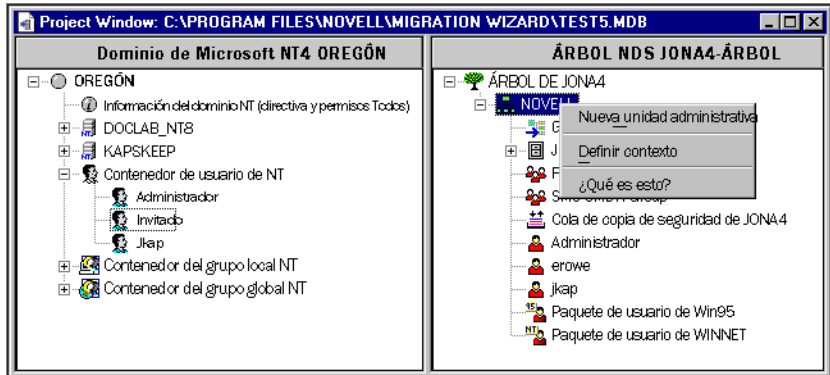 Project Window: C:\PROGRAM FILES\NOVELL\MIGRATION WIZARD\TEST5.MDB
Dominio de Microsoft NT4 OREGÓN
OREGÓN
Información del dominio NT (directiva y permisos Todos)
DOCLAB_NT8
KAPSKEEP
Contenedor de usuario de NT
Administrador
Invitado
Jkap
Contenedor del grupo local NT
Contenedor del grupo global NT
ÁRBOL NDS JONA4-ÁRBOL
ÁRBOL DE JONA4
NOVELL
Nueva unidad administrativa
Definir contexto
¿Qué es esto?
G
J
Cola de copia de seguridad de JONA4
Administrador
erowe
jkap
Paquete de usuario de Win95
Paquete de usuario de WINNET